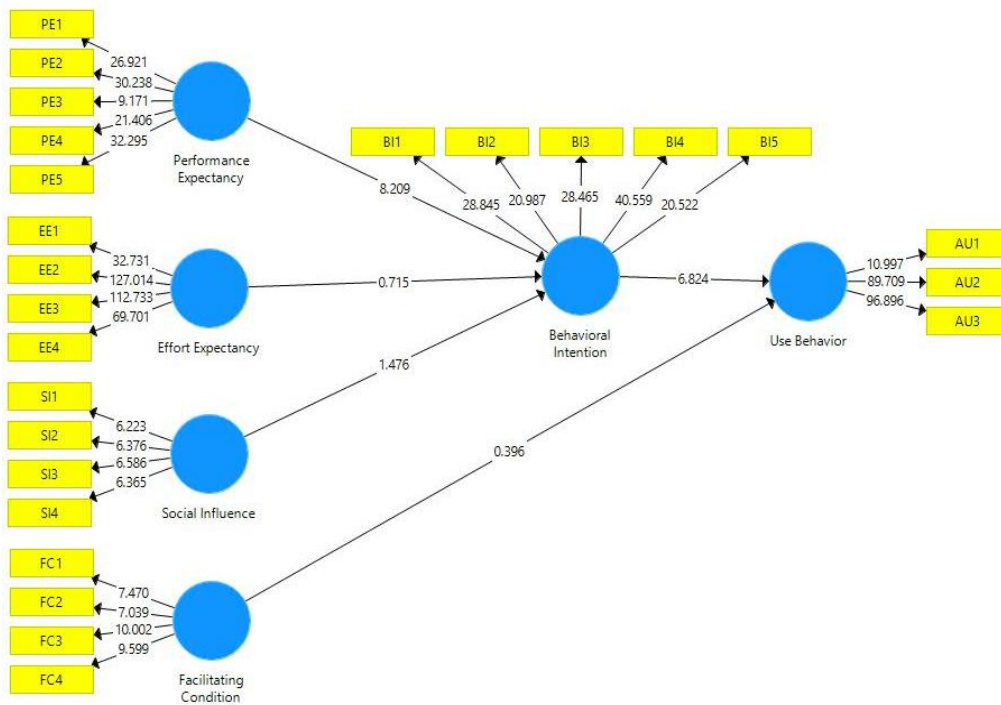 PE1
PE2
PE3
PE4
PE5
26.921
30.238
9.171
21.406
32.295
Performance
Expectancy
8.209
BI1
BI2
BI3
BI4
BI5
28.845
20.987
28.465
40.559
20.522
EE1
EE2
EE3
EE4
32.731
127.014
112.733
69.701
Effort Expectancy
0.715
Behavioral
Intention
6.824
Use Behavior
10.997
89.709
96.896
AU1
AU2
AU3
SI1
SI2
SI3
SI4
6.223
6.376
6.586
6.365
Social Influence
1.476
0.396
FC1
FC2
FC3
FC4
7.470
7.039
10.002
9.599
Facilitating
Condition